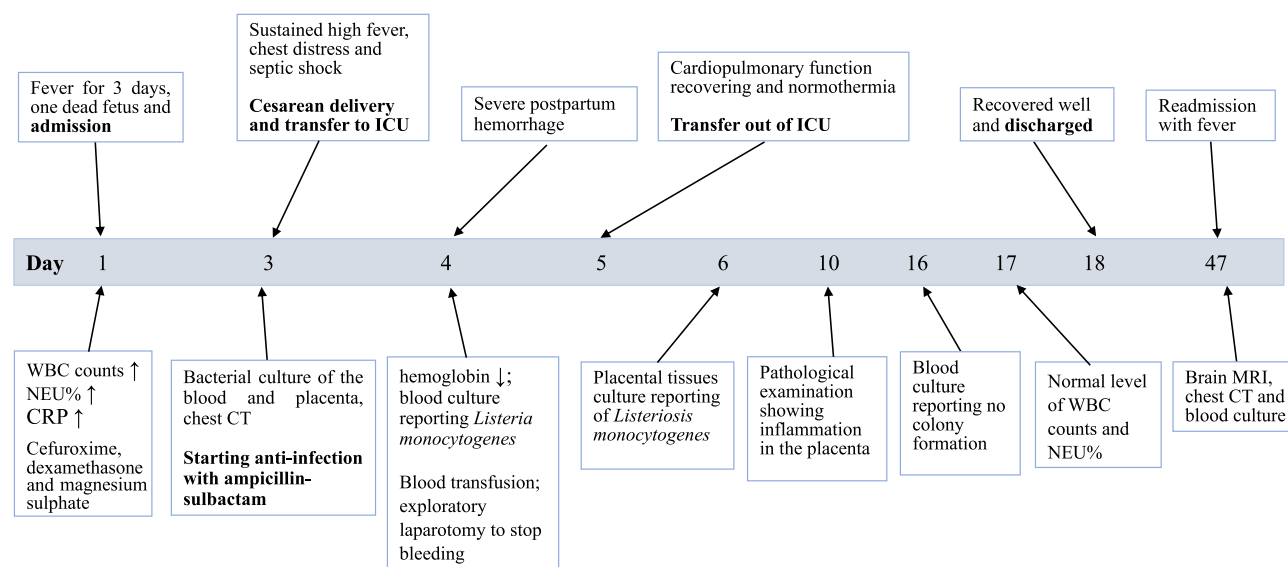 Fever for 3 days,
one dead fetus and
admission
Sustained high fever,
chest distress and
septic shock
Cesarean delivery
and transfer to ICU
Severe postpartum
hemorrhage
Cardiopulmonary function
recovering and normothermia
Transfer out of ICU
Recovered well
and discharged
Readmission
with fever
Day 1 3 4 5 6 10 16 17 18 47
WBC counts ↑
NEU% ↑
CRP ↑
Cefuroxime,
dexamethasone
and magnesium
sulphate
Bacterial culture of the
blood and placenta,
chest CT
Starting anti-infection
with ampicillin-
sulbactam
hemoglobin ↓;
blood culture
reporting Listeria
monocytogenes
Blood transfusion;
exploratory
laparotomy to stop
bleeding
Placental tissues
culture reporting
of Listeriosis
monocytogenes
Pathological
examination
showing
inflammation
in the placenta
Blood
culture
reporting no
colony
formation
Normal level
of WBC
counts and
NEU%
Brain MRI,
chest CT and
blood culture